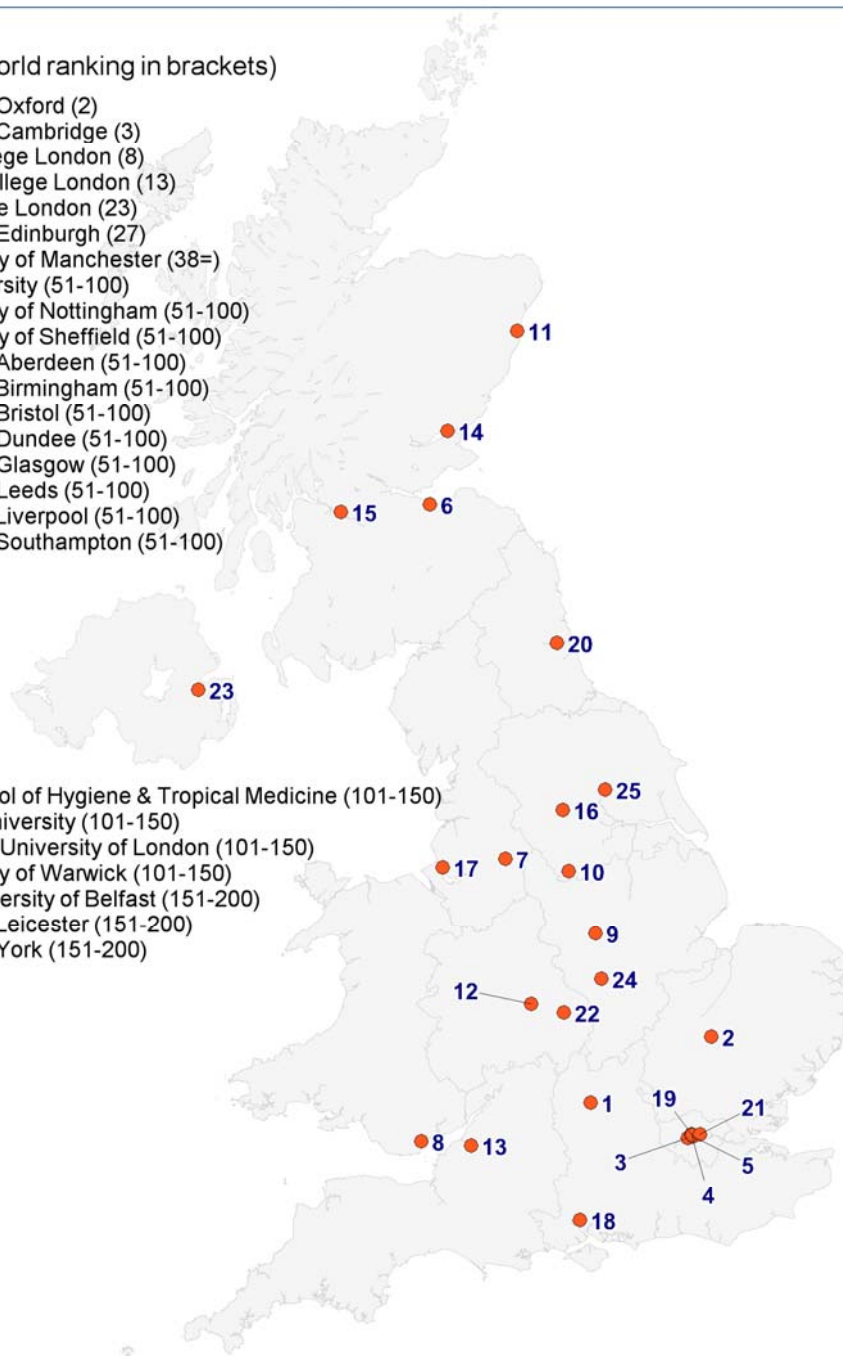 orld ranking in brackets)
Oxford (2)
Cambridge (3)
ege London (8)
llege London (13)
e London (23)
Edinburgh (27)
y of Manchester (38=)
rsity (51-100)
y of Nottingham (51-100)
y of Sheffield (51-100)
Aberdeen (51-100)
Birmingham (51-100)
Bristol (51-100)
Dundee (51-100)
Glasgow (51-100)
Leeds (51-100)
Liverpool (51-100)
Southampton (51-100)
11
14
6
15
20
23
ol of Hygiene & Tropical Medicine (101-150)
niversity (101-150)
University of London (101-150)
y of Warwick (101-150)
ersity of Belfast (151-200)
Leicester (151-200)
York (151-200)
25
16
7
17
10
9
24
12
22
2
1
19
21
8
13
3
5
4
18